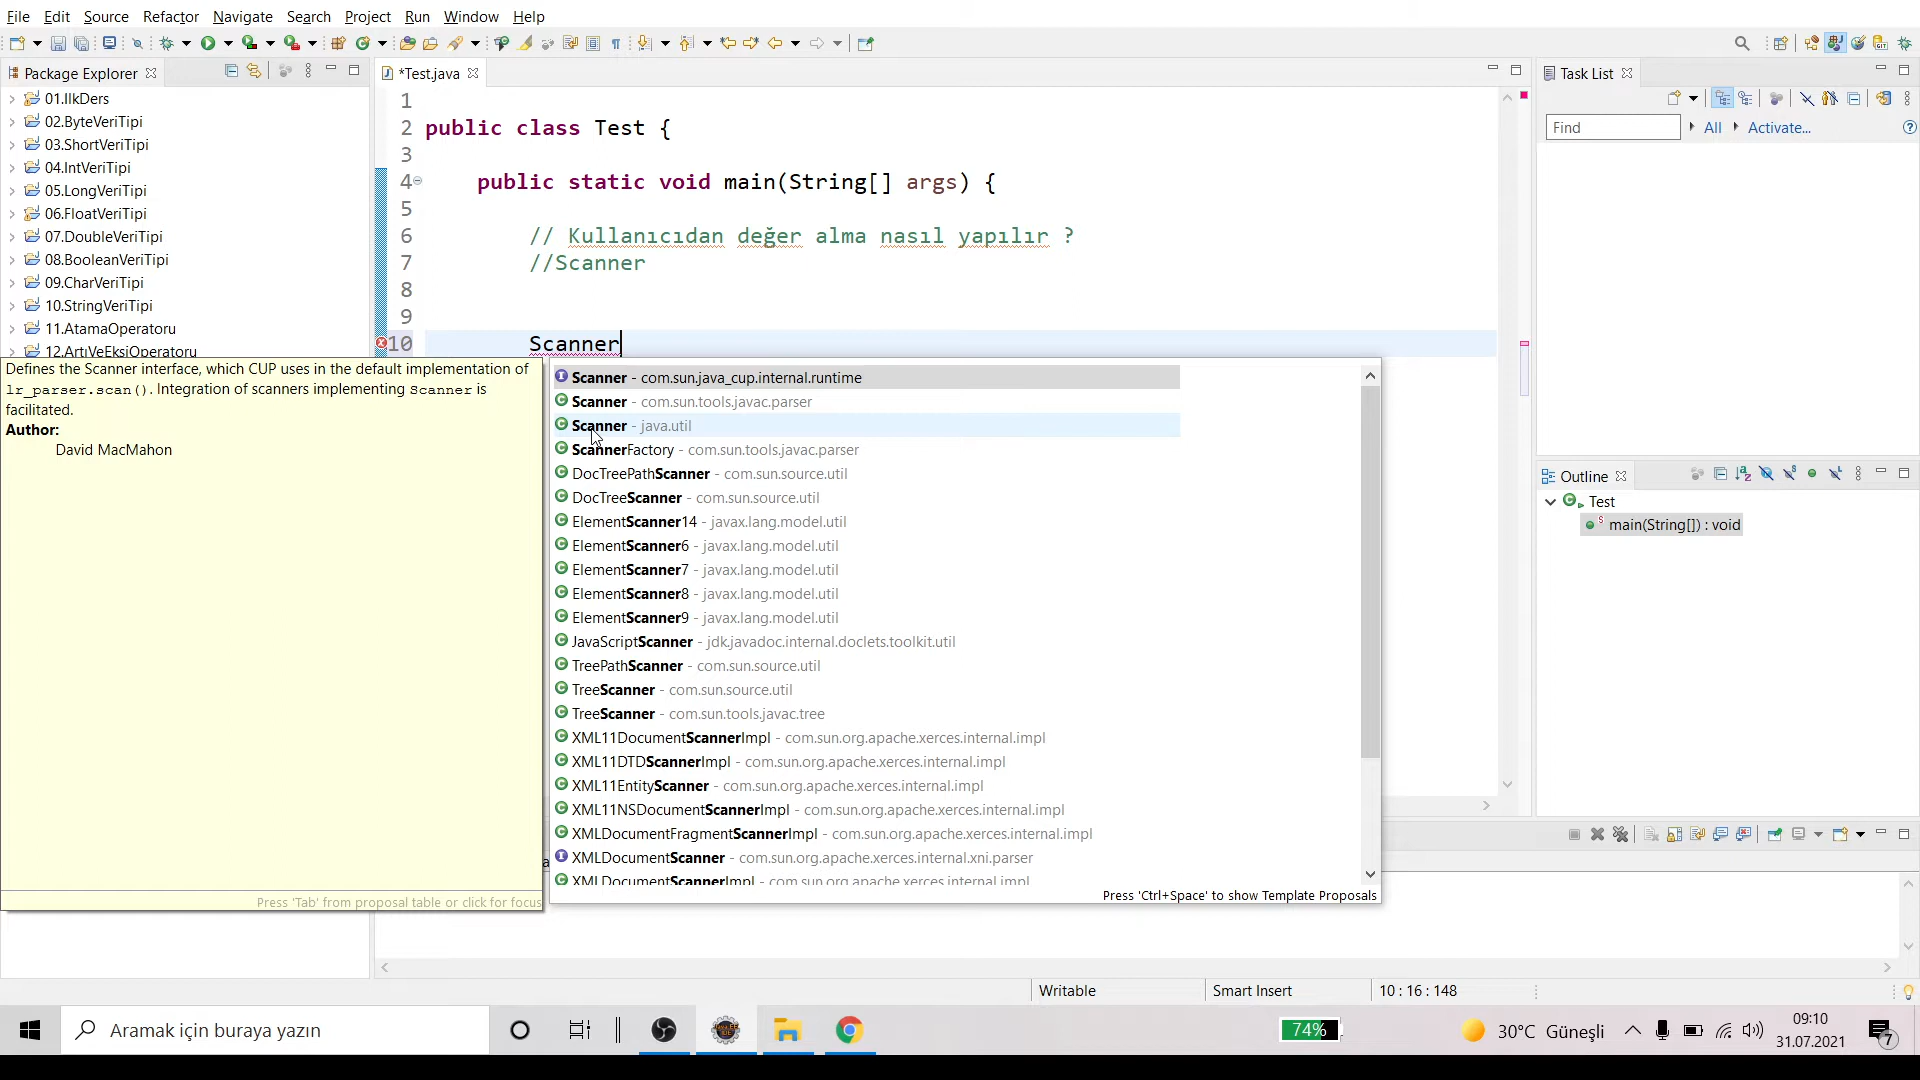 File Edit Source Refactor Navigate Search Project Run Window Help
Package Explorer
*Test.java
Task List
01.IlkDers
02.ByteVeriTipi
03.ShortVeriTipi
04.IntVeriTipi
05.LongVeriTipi
06.FloatVeriTipi
07.DoubleVeriTipi
08.BooleanVeriTipi
09.CharVeriTipi
10.StringVeriTipi
11.AtamaOperatoru
12.ArtıVeEksiOperatoru
1
2 public class Test {
3
4 public static void main(String[] args) {
5
6 // Kullanıcıdan değer alma nasıl yapılır ?
7 //Scanner
8
9
10 Scanner
Find All Activate...
Defines the Scanner interface, which CUP uses in the default implementation of
lr_parser.scan(). Integration of scanners implementing Scanner is
facilitated.
Author:
David MacMahon
Press 'Tab' from proposal table or click for focus
Scanner - com.sun.java_cup.internal.runtime
Scanner - com.sun.tools.javac.parser
Scanner - java.util
ScannerFactory - com.sun.tools.javac.parser
DocTreePathScanner - com.sun.source.util
DocTreeScanner - com.sun.source.util
ElementScanner14 - javax.lang.model.util
ElementScanner6 - javax.lang.model.util
ElementScanner7 - javax.lang.model.util
ElementScanner8 - javax.lang.model.util
ElementScanner9 - javax.lang.model.util
JavaScriptScanner - jdk.javadoc.internal.doclets.toolkit.util
TreePathScanner - com.sun.source.util
TreeScanner - com.sun.source.util
TreeScanner - com.sun.tools.javac.tree
XML11DocumentScannerImpl - com.sun.org.apache.xerces.internal.impl
XML11DTDScannerImpl - com.sun.org.apache.xerces.internal.impl
XML11EntityScanner - com.sun.org.apache.xerces.internal.impl
XML11NSDocumentScannerImpl - com.sun.org.apache.xerces.internal.impl
XMLDocumentFragmentScannerImpl - com.sun.org.apache.xerces.internal.impl
XMLDocumentScanner - com.sun.org.apache.xerces.internal.xni.parser
XMLDocumentScannerImpl - com.sun.org.apache.xerces.internal.impl
Press 'Ctrl+Space' to show Template Proposals
Outline
Test
main(String[]) : void
Writable Smart Insert 10 : 16 : 148
Aramak için buraya yazın
74%
30°C Güneşli
09:10
31.07.2021
7